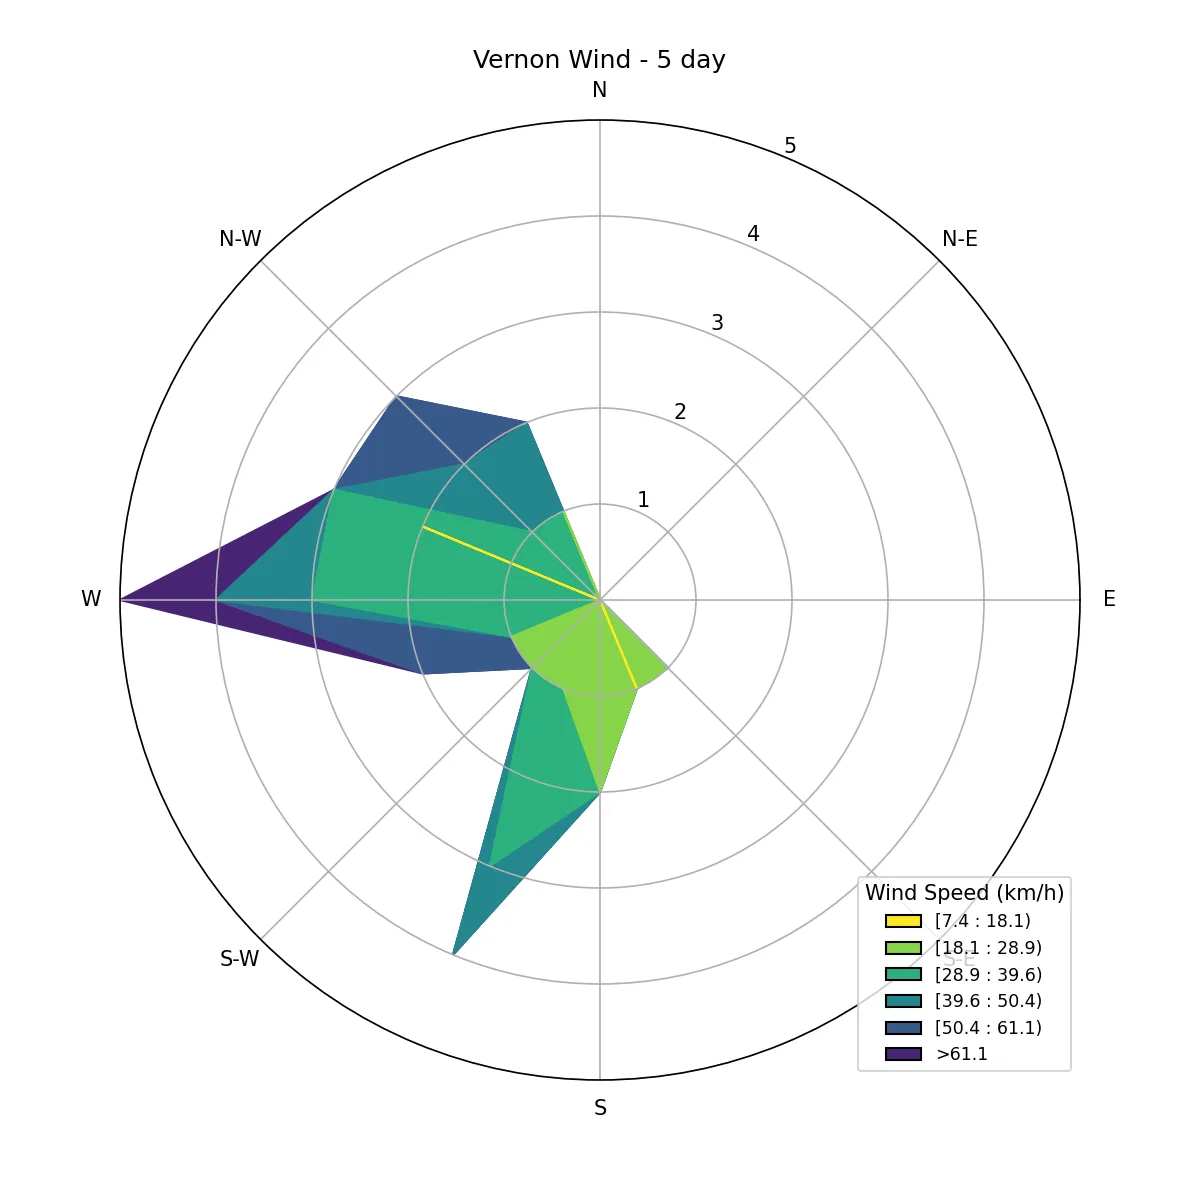 Vernon Wind - 5 day
N
5
N-W
4
N-E
3
2
1
W
E
S-W
S-E
S
Wind Speed (km/h)
[7.4 : 18.1)
[18.1 : 28.9)
[28.9 : 39.6)
[39.6 : 50.4)
[50.4 : 61.1)
>61.1